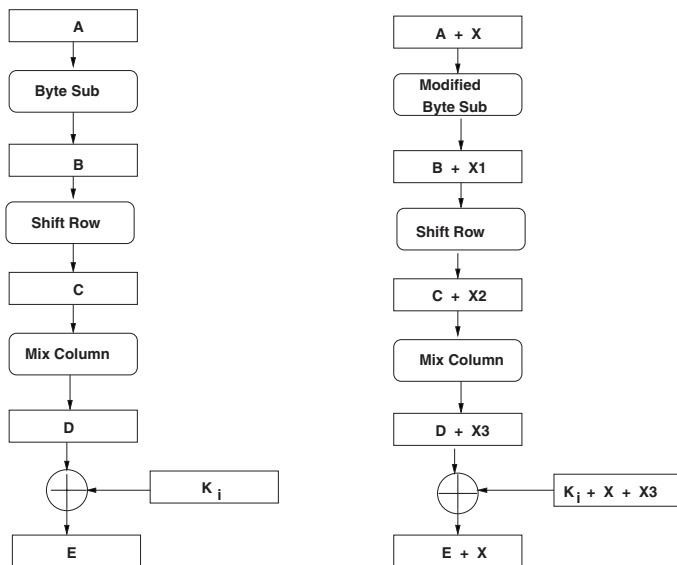 A
Byte Sub
B
Shift Row
C
Mix Column
D
K i
E
A + X
Modified
Byte Sub
B + X1
Shift Row
C + X2
Mix Column
D + X3
K i + X + X3
E + X